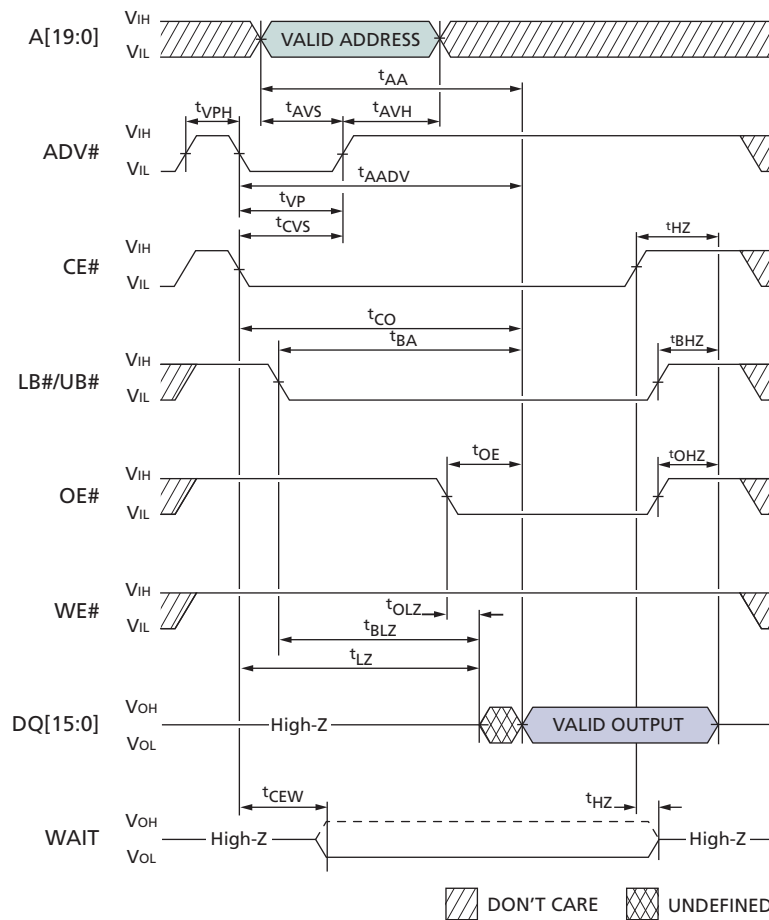 VIH
A[19:0]
VALID ADDRESS
VIL
tAA
tVPH
tAVS
tAVH
VIH
ADV#
VIL
tAADV
tVP
tCVS
VIH
tHZ
CE#
VIL
tCO
tBA
VIH
tBHZ
LB#/UB#
VIL
tOE
tOHZ
VIH
OE#
VIL
VIH
WE#
tOLZ
VIL
tBLZ
tLZ
VOH
DQ[15:0]
High-Z
VALID OUTPUT
VOL
tCEW
tHZ
VOH
WAIT
High-Z
High-Z
VOL
DON'T CARE
UNDEFINED